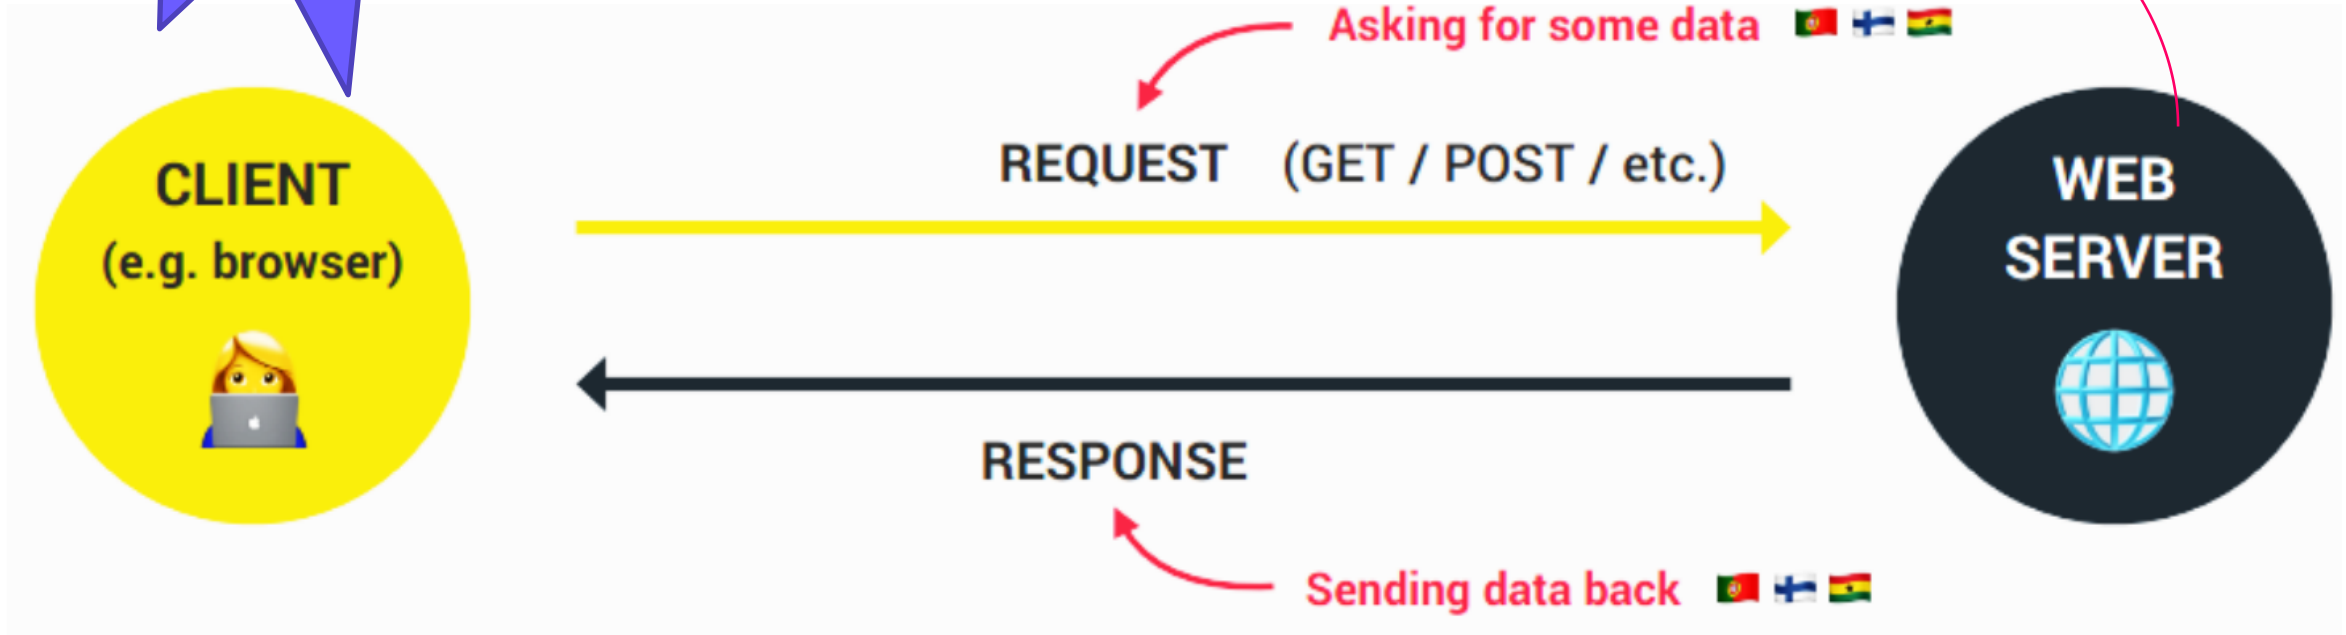 Asking for some data
REQUEST (GET / POST / etc.)
CLIENT
(e.g. browser)
WEB
SERVER
RESPONSE
Sending data back